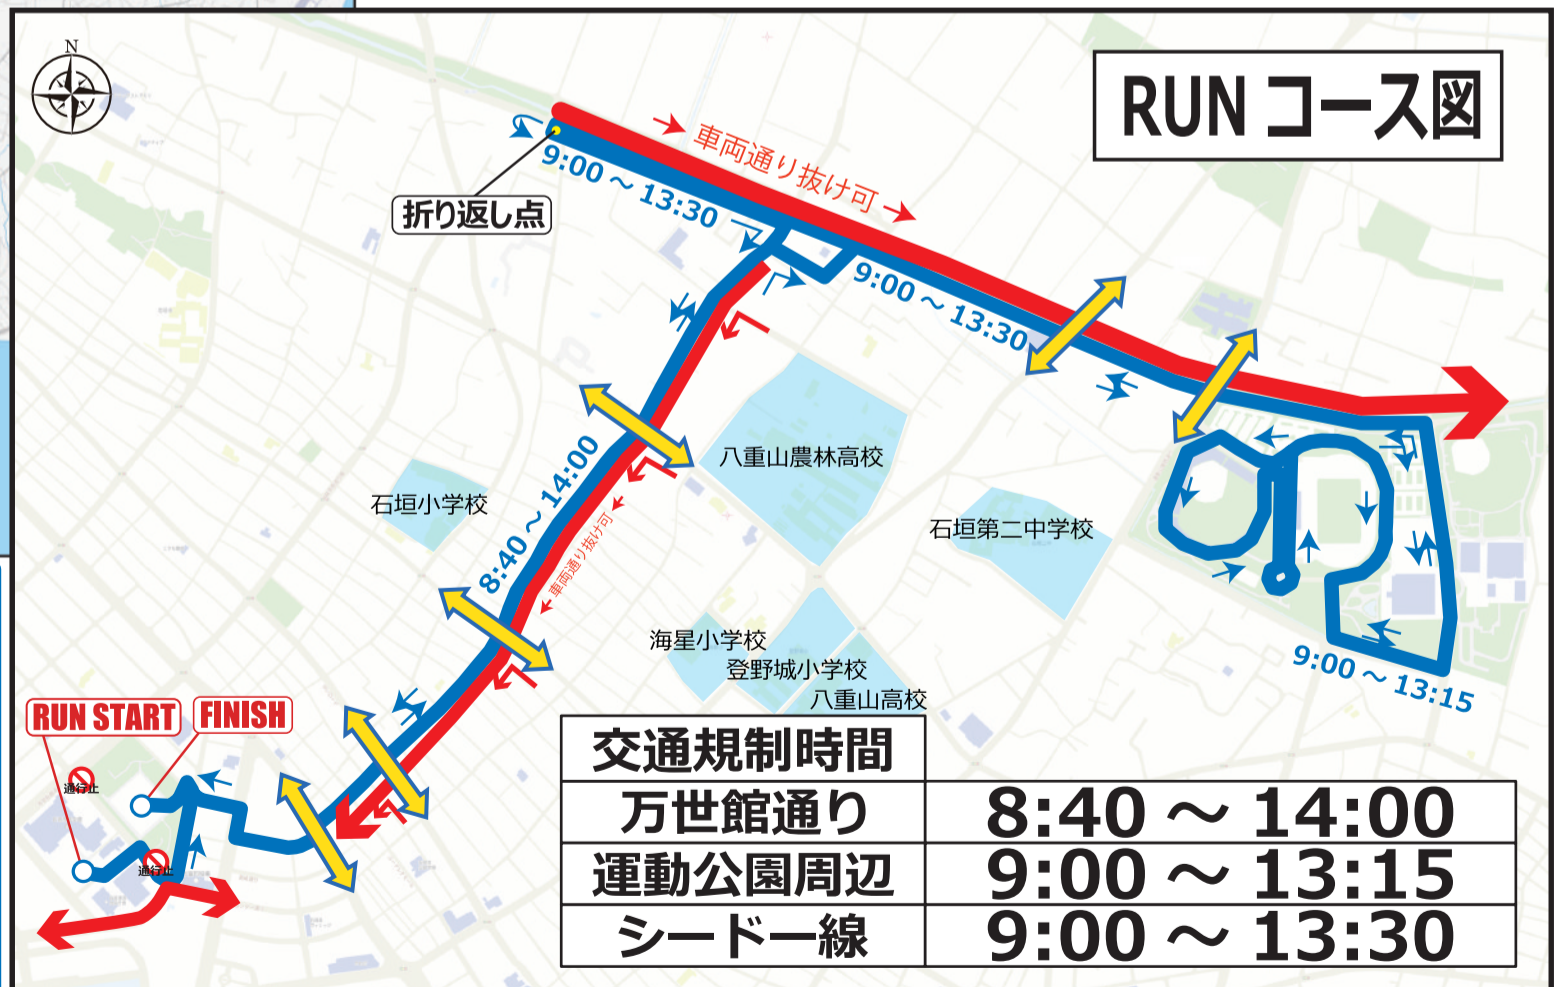 N
RUN コース図
車両通り抜け可
9:00 ～ 13:30
折り返し点
9:00 ～ 13:30
八重山農林高校
石垣小学校
8:40 ～ 14:00
車両通り抜け可
石垣第二中学校
海星小学校
登野城小学校
八重山高校
9:00 ～ 13:15
RUN START
FINISH
通行止
通行止
交通規制時間
万世館通り 8:40 ～ 14:00
運動公園周辺 9:00 ～ 13:15
シード一線 9:00 ～ 13:30